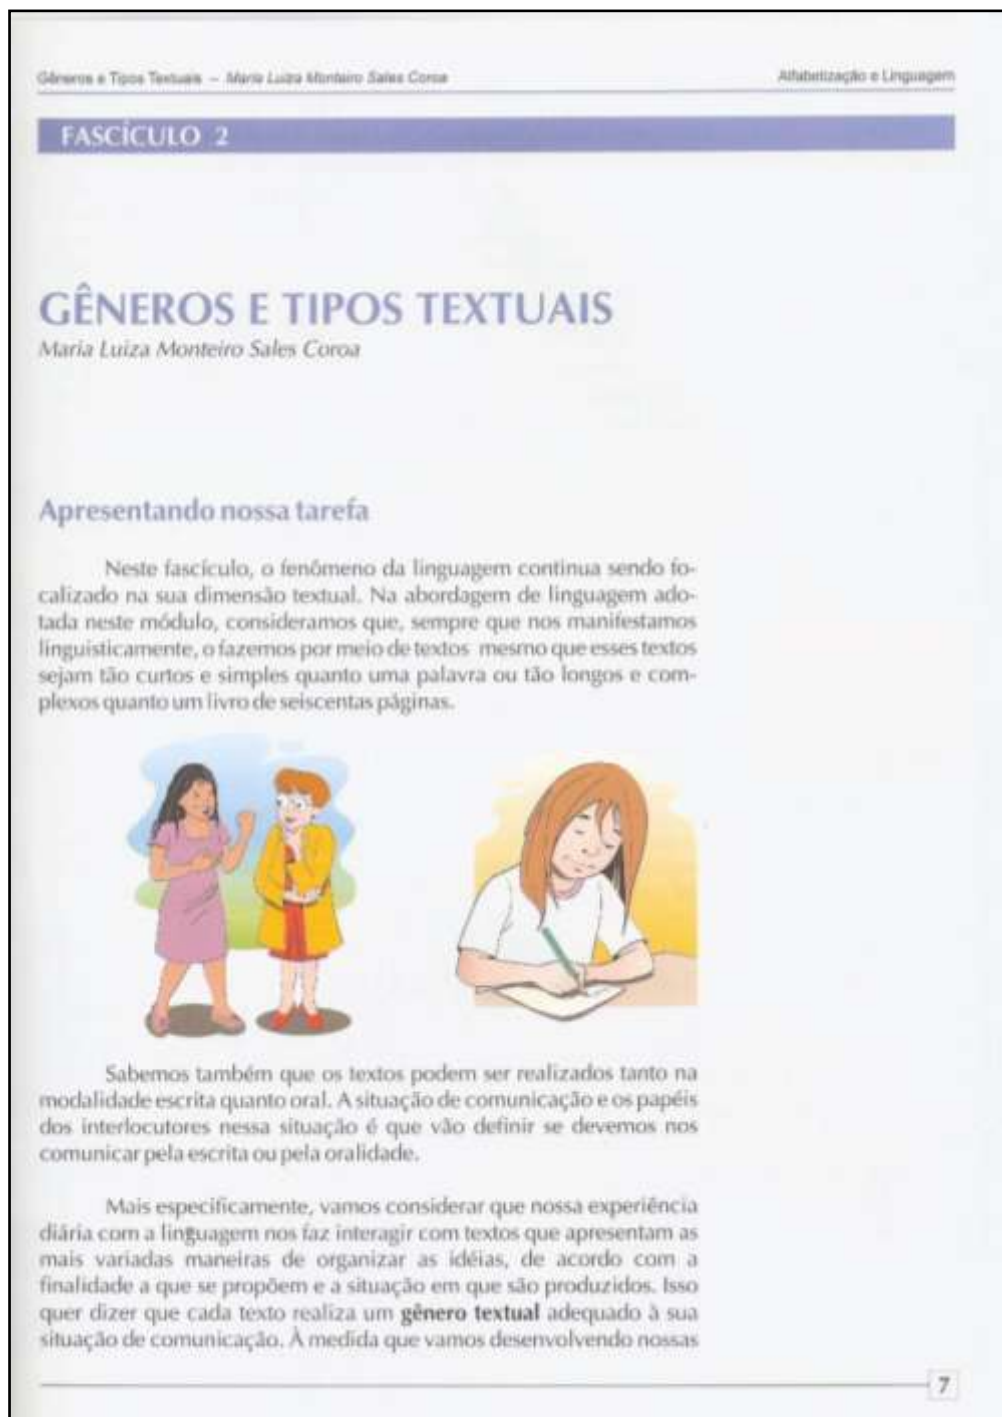 Gêneros e Tipos Textuais – Maria Luiza Monteiro Sales Coroa
Alfabetização e Linguagem
FASCÍCULO 2
GÊNEROS E TIPOS TEXTUAIS
Maria Luiza Monteiro Sales Coroa
Apresentando nossa tarefa
Neste fascículo, o fenômeno da linguagem continua sendo fo-
calizado na sua dimensão textual. Na abordagem de linguagem ado-
tada neste módulo, consideramos que, sempre que nos manifestamos
linguisticamente, o fazemos por meio de textos mesmo que esses textos
sejam tão curtos e simples quanto uma palavra ou tão longos e com-
plexos quanto um livro de seiscentas páginas.
Sabemos também que os textos podem ser realizados tanto na
modalidade escrita quanto oral. A situação de comunicação e os papéis
dos interlocutores nessa situação é que vão definir se devemos nos
comunicar pela escrita ou pela oralidade.
Mais especificamente, vamos considerar que nossa experiência
diária com a linguagem nos faz interagir com textos que apresentam as
mais variadas maneiras de organizar as idéias, de acordo com a
finalidade a que se propõem e a situação em que são produzidos. Isso
quer dizer que cada texto realiza um gênero textual adequado à sua
situação de comunicação. À medida que vamos desenvolvendo nossas
7